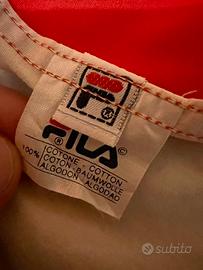 F®
FILA®
100%
COTONE - COTTON
COTON - BAUMWOLLE
ALGODON - ALGODAO
subito